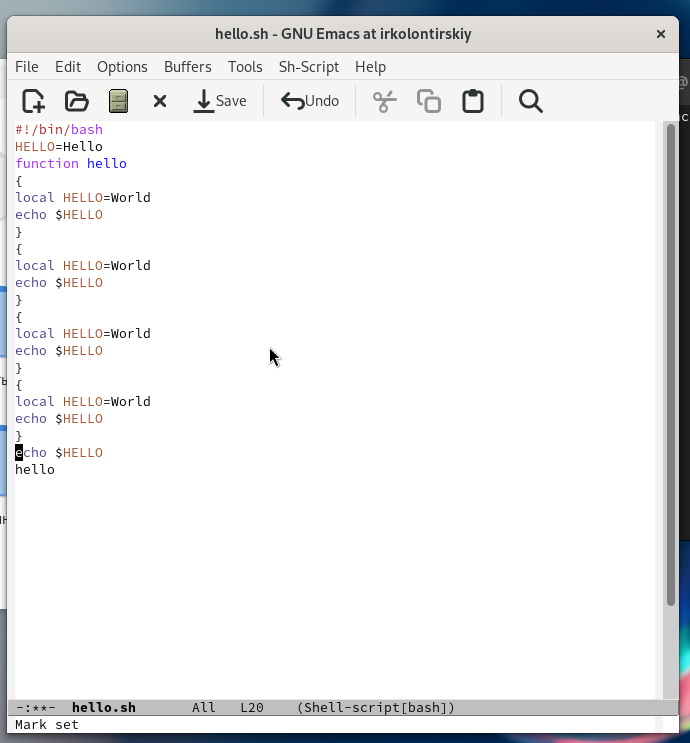 hello.sh - GNU Emacs at irkolontirskiy ×
File Edit Options Buffers Tools Sh-Script Help
Save Undo
#!/bin/bash
HELLO=Hello
function hello
{
local HELLO=World
echo $HELLO
}
{
local HELLO=World
echo $HELLO
}
{
local HELLO=World
echo $HELLO
}
{
local HELLO=World
echo $HELLO
}
echo $HELLO
hello
-:**- hello.sh All L20 (Shell-script[bash])
Mark set